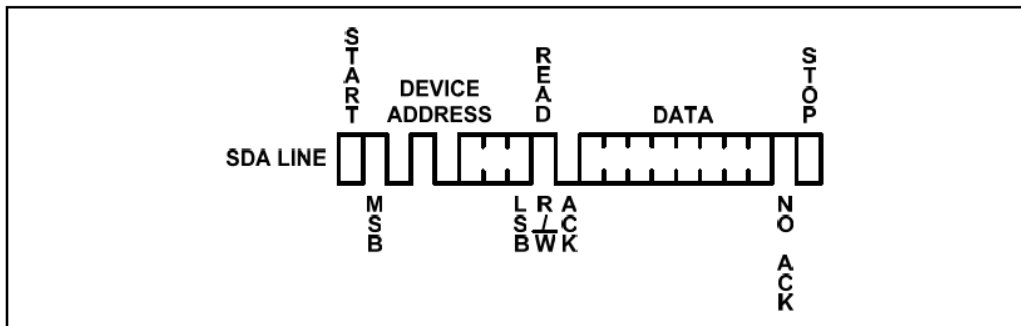 START
DEVICE
ADDRESS
READ
DATA
STOP
SDA LINE
MSB
LSB
R/W
ACK
NO ACK